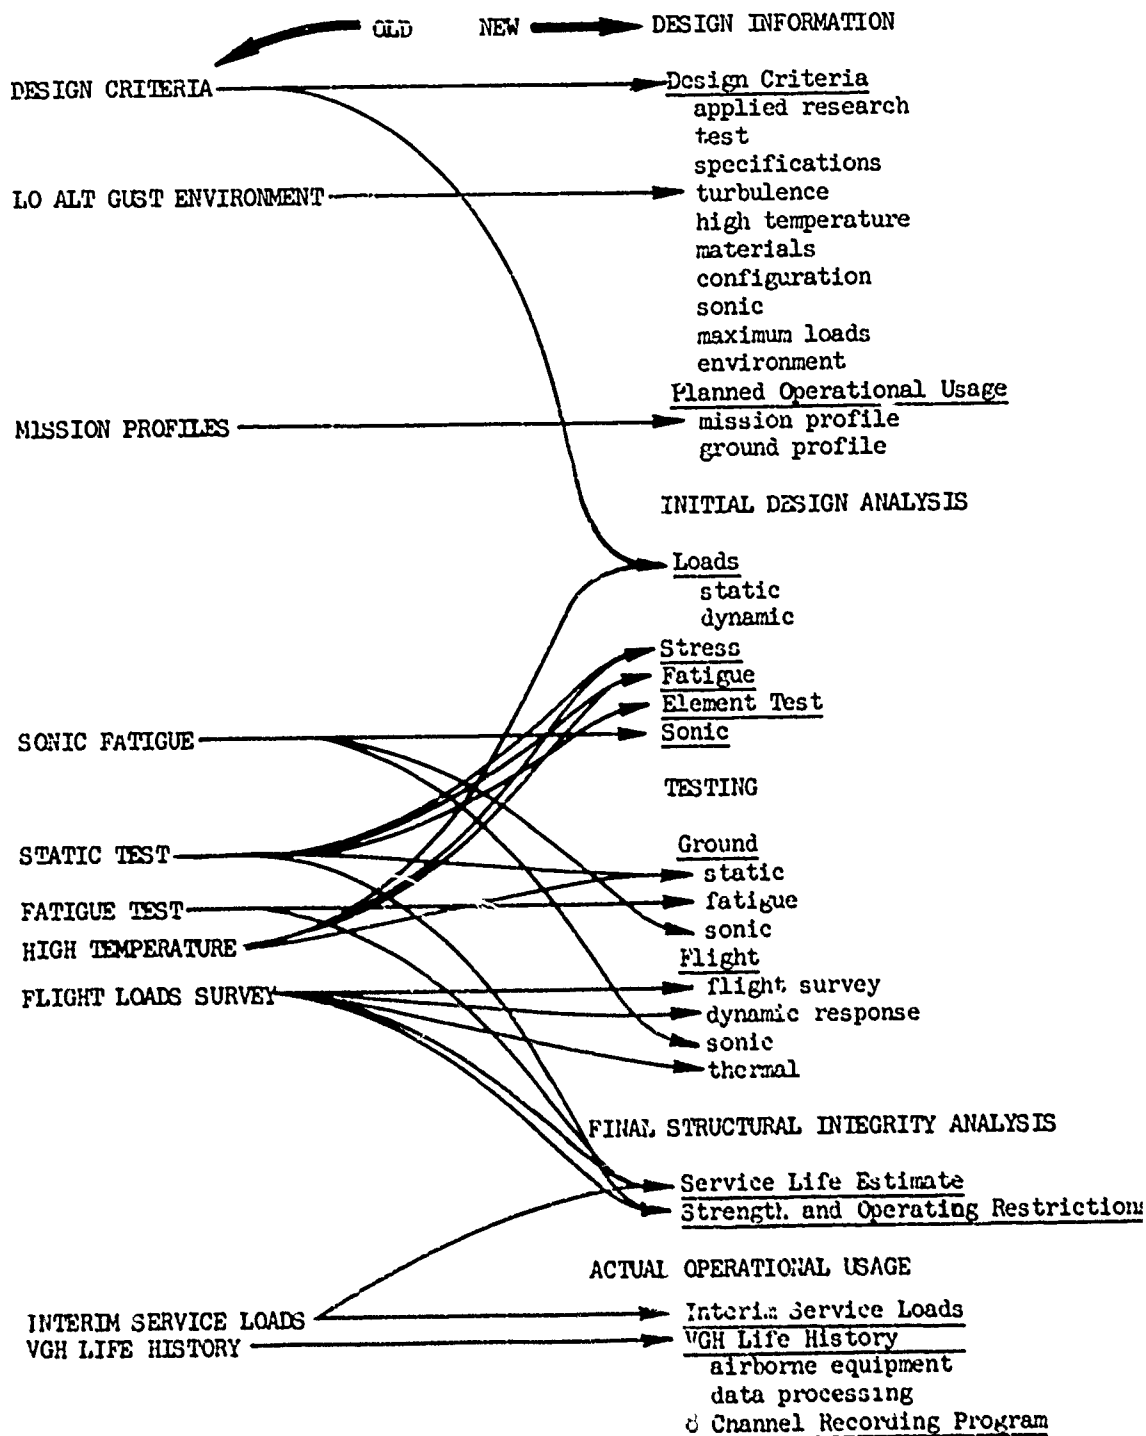 OLD NEW DESIGN INFORMATION
DESIGN CRITERIA Design Criteria
applied research
test
specifications
LO ALT GUST ENVIRONMENT turbulence
high temperature
materials
configuration
sonic
maximum loads
environment
Planned Operational Usage
MISSION PROFILES mission profile
ground profile
INITIAL DESIGN ANALYSIS
Loads
static
dynamic
Stress
Fatigue
Element Test
SONIC FATIGUE Sonic
TESTING
Ground
STATIC TEST static
FATIGUE TEST fatigue
sonic
HIGH TEMPERATURE
Flight
FLIGHT LOADS SURVEY flight survey
dynamic response
sonic
thermal
FINAL STRUCTURAL INTEGRITY ANALYSIS
Service Life Estimate
Strength and Operating Restrictions
ACTUAL OPERATIONAL USAGE
INTERIM SERVICE LOADS Interim Service Loads
VGH LIFE HISTORY VGH Life History
airborne equipment
data processing
8 Channel Recording Program